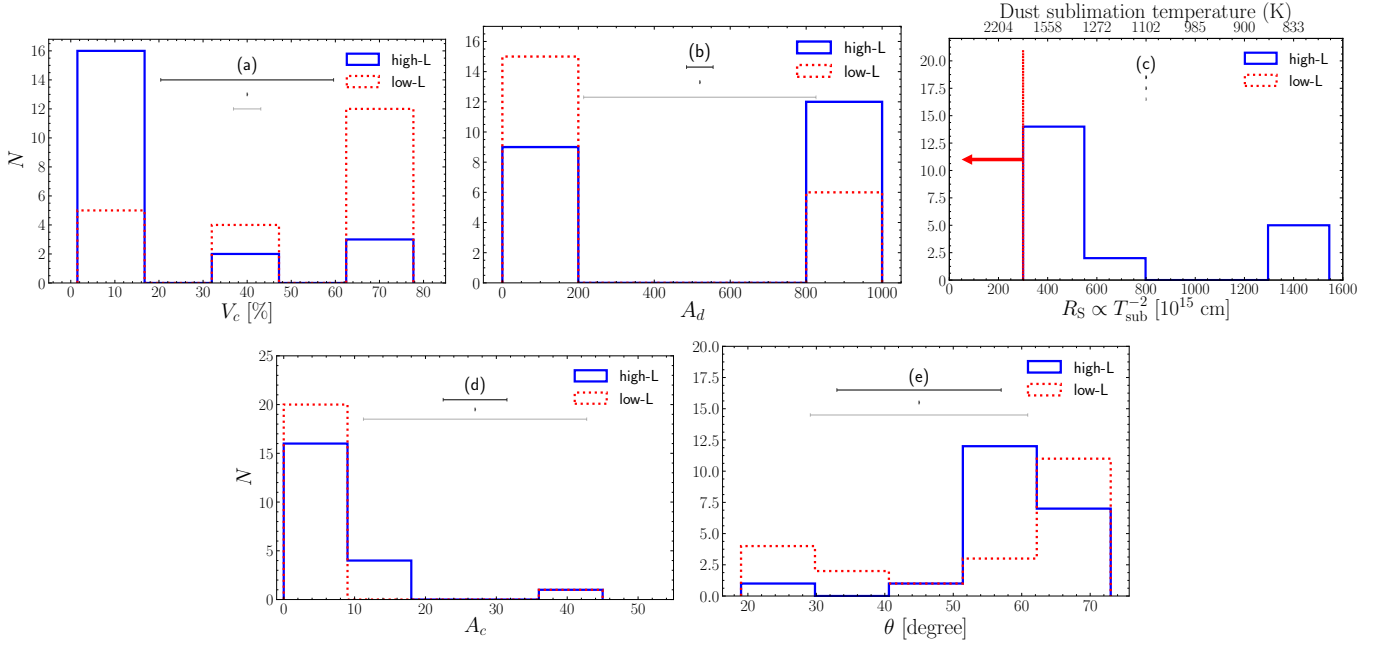 Dust sublimation temperature (K)
2204 1558 1272 1102 985 900 833
16
14
12
10
8
6
4
2
0
N
(a)
high-L
low-L
0 10 20 30 40 50 60 70 80
V_c [%]
16
14
12
10
8
6
4
2
0
(b)
high-L
low-L
0 200 400 600 800 1000
A_d
20.0
17.5
15.0
12.5
10.0
7.5
5.0
2.5
0.0
(c)
high-L
low-L
0 200 400 600 800 1000 1200 1400 1600
R_S ∝ T_sub^−2 [10^15 cm]
25
20
15
10
5
0
N
(d)
high-L
low-L
0 10 20 30 40 50
A_c
20.0
17.5
15.0
12.5
10.0
7.5
5.0
2.5
0.0
(e)
high-L
low-L
20 30 40 50 60 70
θ [degree]